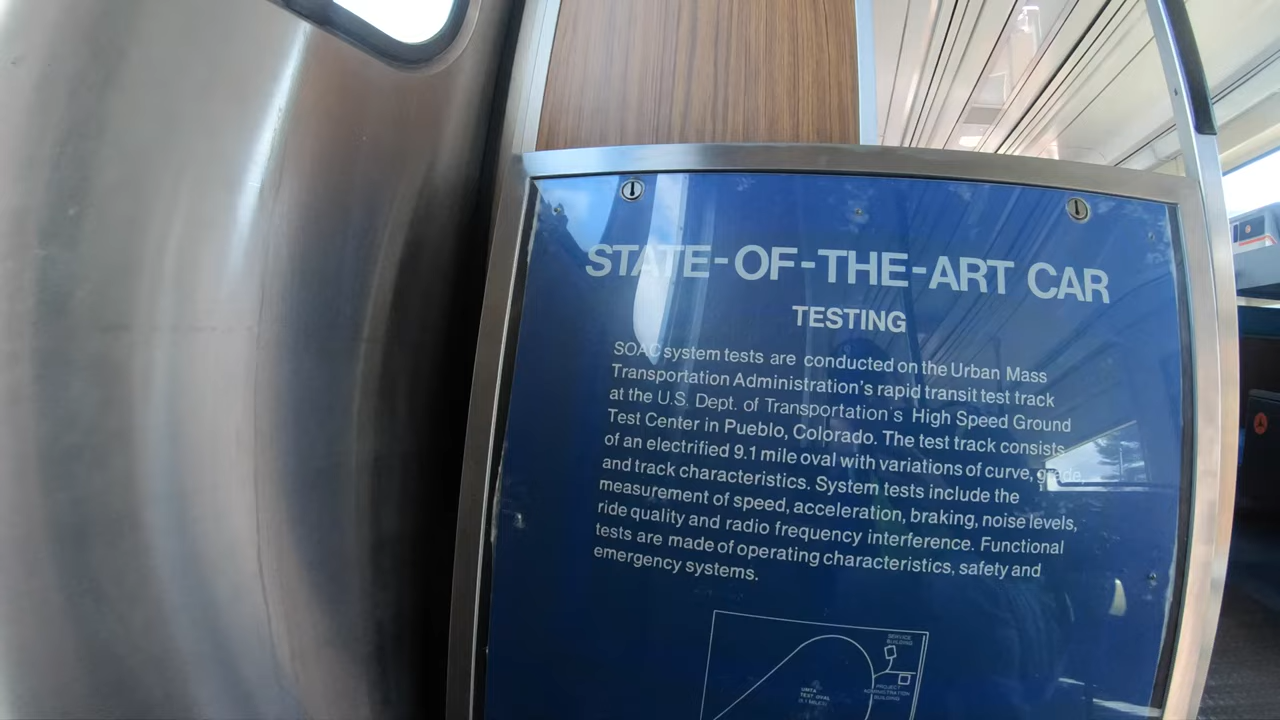 STATE-OF-THE-ART CAR
TESTING
SOAC system tests are conducted on the Urban Mass
Transportation Administration's rapid transit test track
at the U.S. Dept. of Transportation's High Speed Ground
Test Center in Pueblo, Colorado. The test track consists
of an electrified 9.1 mile oval with variations of curve, grade,
and track characteristics. System tests include the
measurement of speed, acceleration, braking, noise levels,
ride quality and radio frequency interference. Functional
tests are made of operating characteristics, safety and
emergency systems.
SERVICE
BUILDING
PROJECT
ADMINISTRATION
BUILDING
UMTA
TEST OVAL
(9.1 MILES)